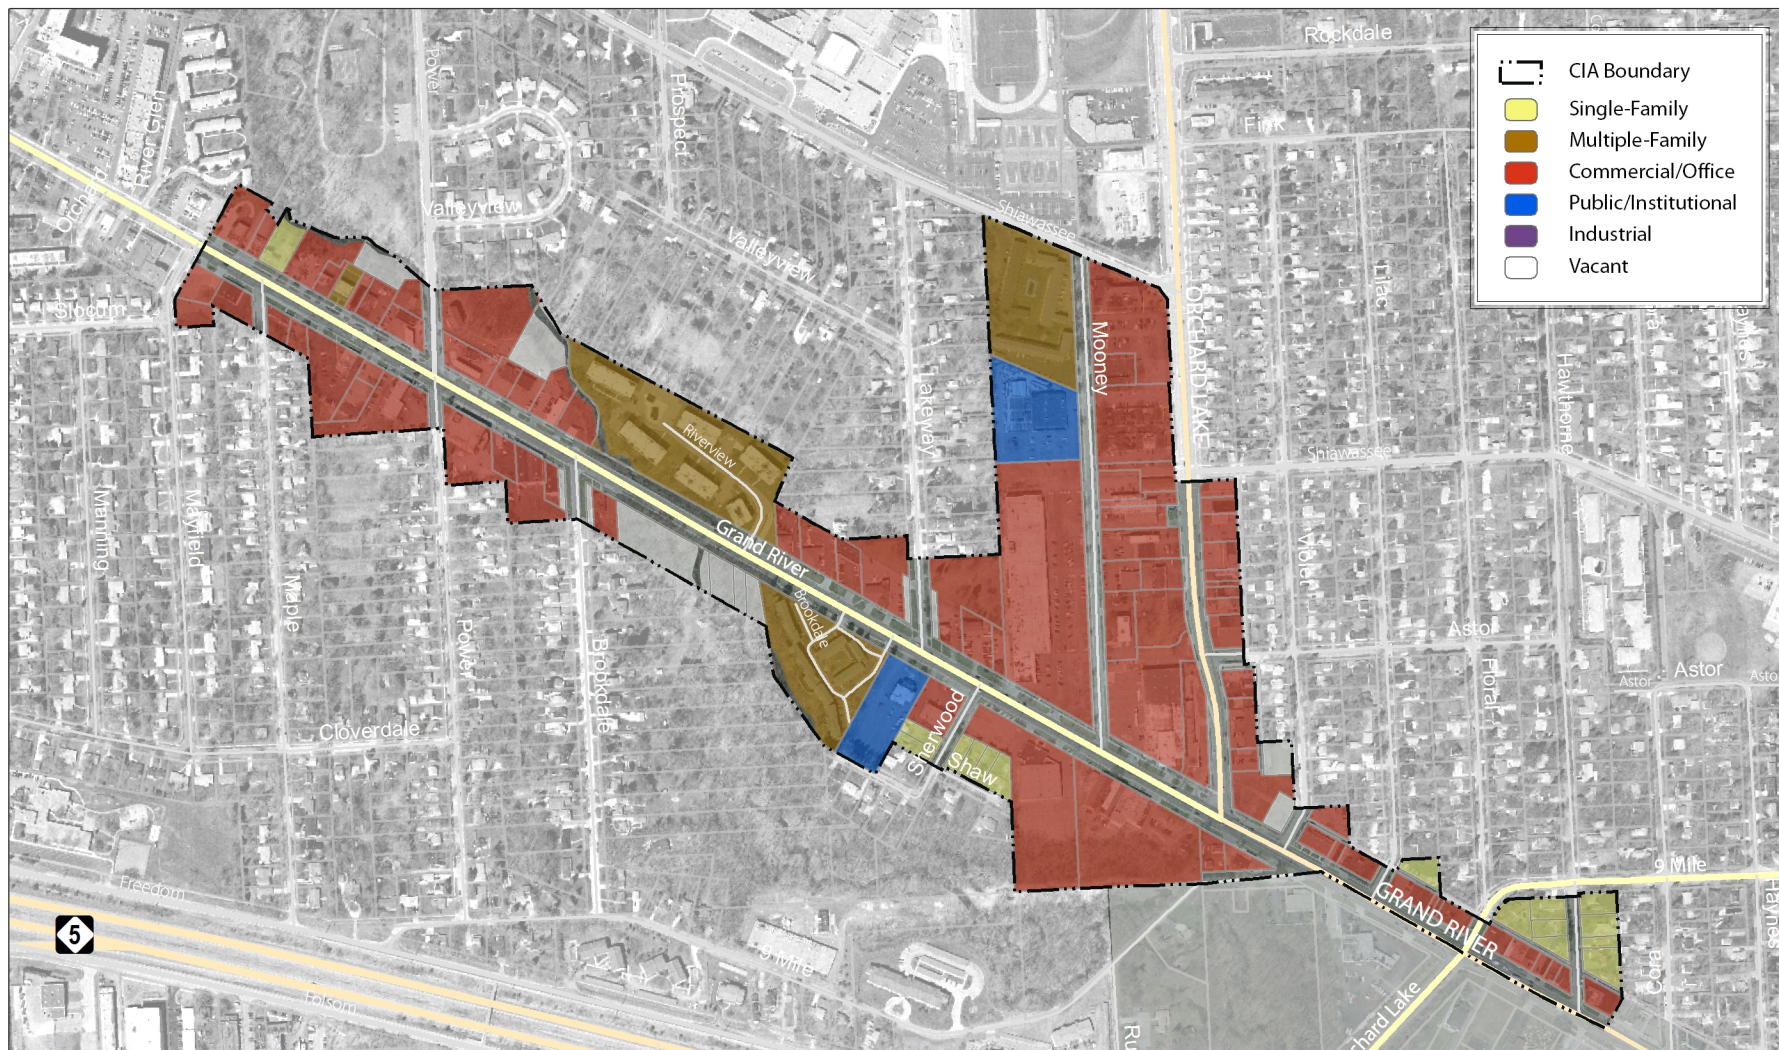 Rockdale
CIA Boundary
Single-Family
Multiple-Family
Commercial/Office
Public/Institutional
Industrial
Vacant
Power
River Glen
Prospect
Fink
Orchard
Valleyview
Shiawassee
Valleyview
Slocum
ORCHARD LAKE
Lilac
Mooney
Hawthorne
Lakeway
Riverview
Shiawassee
Manning
Mayfield
Grand River
Violet
Maple
Brookdale
Power
Brookdale
Astor
Floral
Astor
Astor
Sherwood
Cloverdale
Shaw
9 Mile
Freedom
GRAND RIVER
Haynes
5
9 Mile
Cora
Folsom
chard Lake
Ru